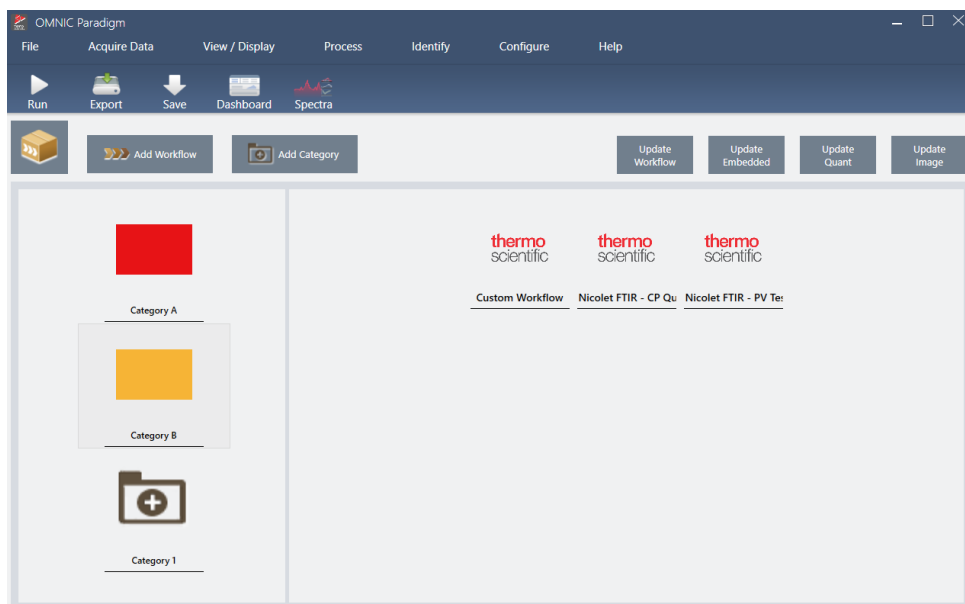 OMNIC Paradigm
File Acquire Data View / Display Process Identify Configure Help
Run Export Save Dashboard Spectra
Add Workflow Add Category Update Workflow Update Embedded Update Quant Update Image
thermo scientific thermo scientific thermo scientific
Custom Workflow Nicolet FTIR - CP Qu Nicolet FTIR - PV Te
Category A
Category B
Category 1